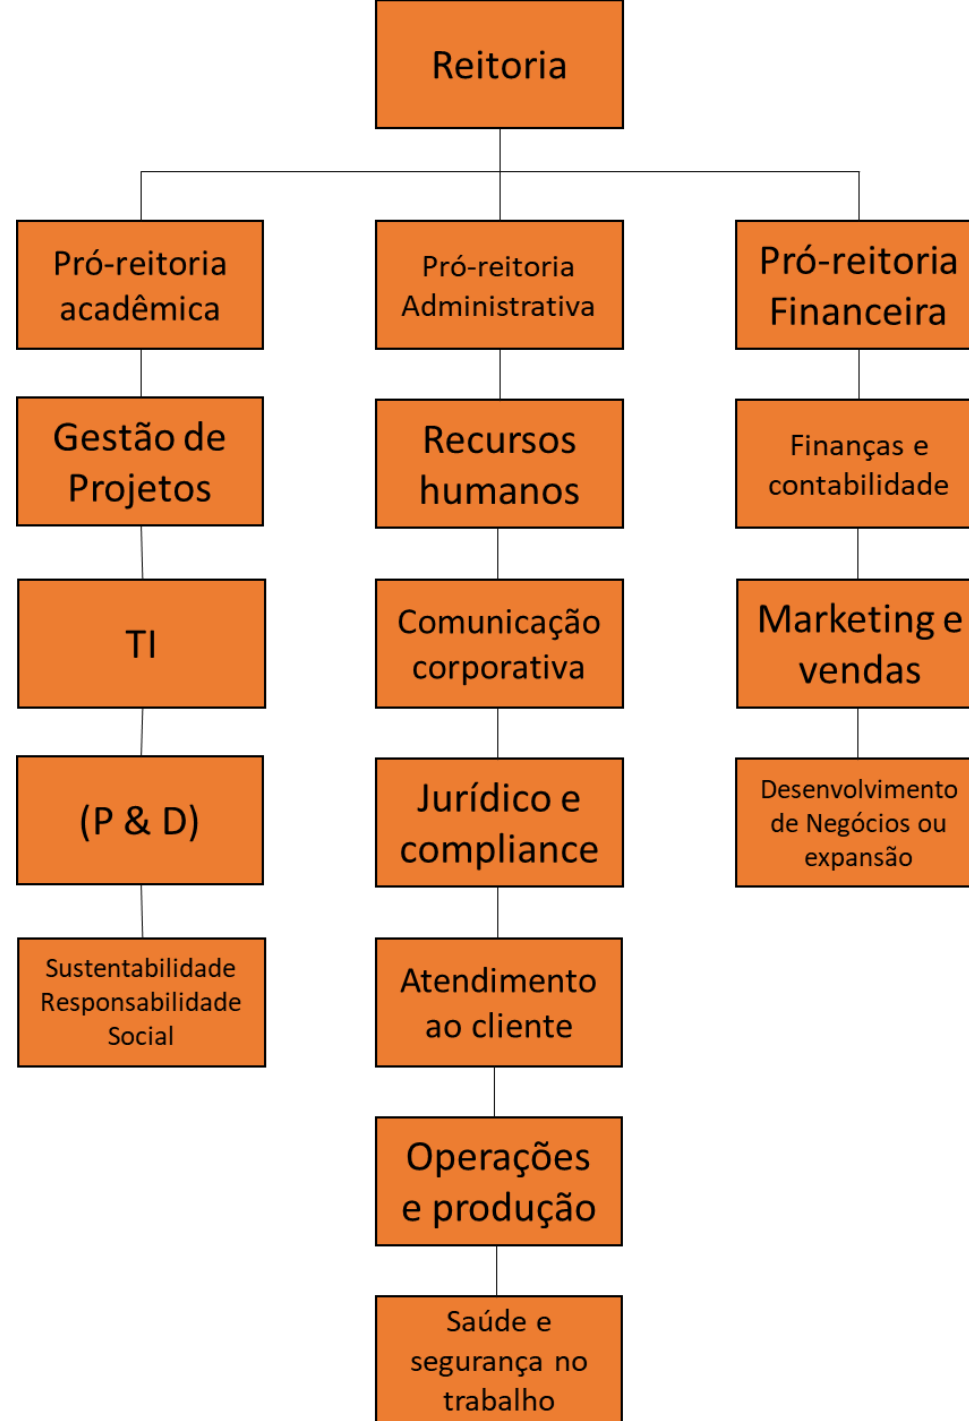 Reitoria
Pró-reitoria
acadêmica
Pró-reitoria
Administrativa
Pró-reitoria
Financeira
Gestão de
Projetos
Recursos
humanos
Finanças e
contabilidade
TI
Comunicação
corporativa
Marketing e
vendas
(P & D)
Jurídico e
compliance
Desenvolvimento
de Negócios ou
expansão
Sustentabilidade
Responsabilidade
Social
Atendimento
ao cliente
Operações
e produção
Saúde e
segurança no
trabalho